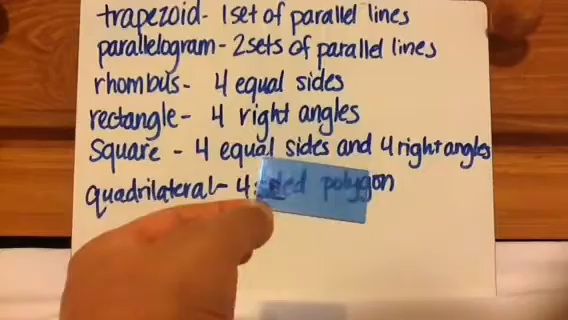 trapezoid- 1 set of parallel lines
parallelogram- 2 sets of parallel lines
rhombus- 4 equal sides
rectangle- 4 right angles
square - 4 equal sides and 4 right angles
quadrilateral- 4 sided polygon